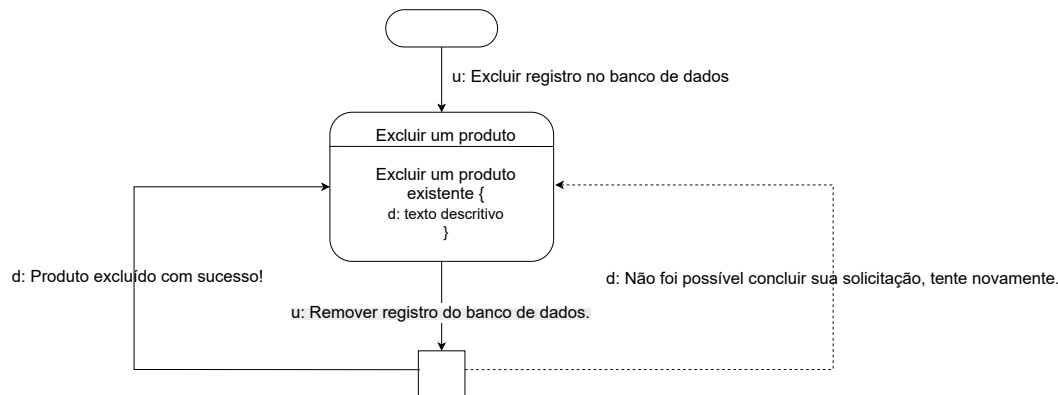 u: Excluir registro no banco de dados
Excluir um produto
Excluir um produto
existente {
d: texto descritivo
}
d: Produto excluído com sucesso!
d: Não foi possível concluir sua solicitação, tente novamente.
u: Remover registro do banco de dados.